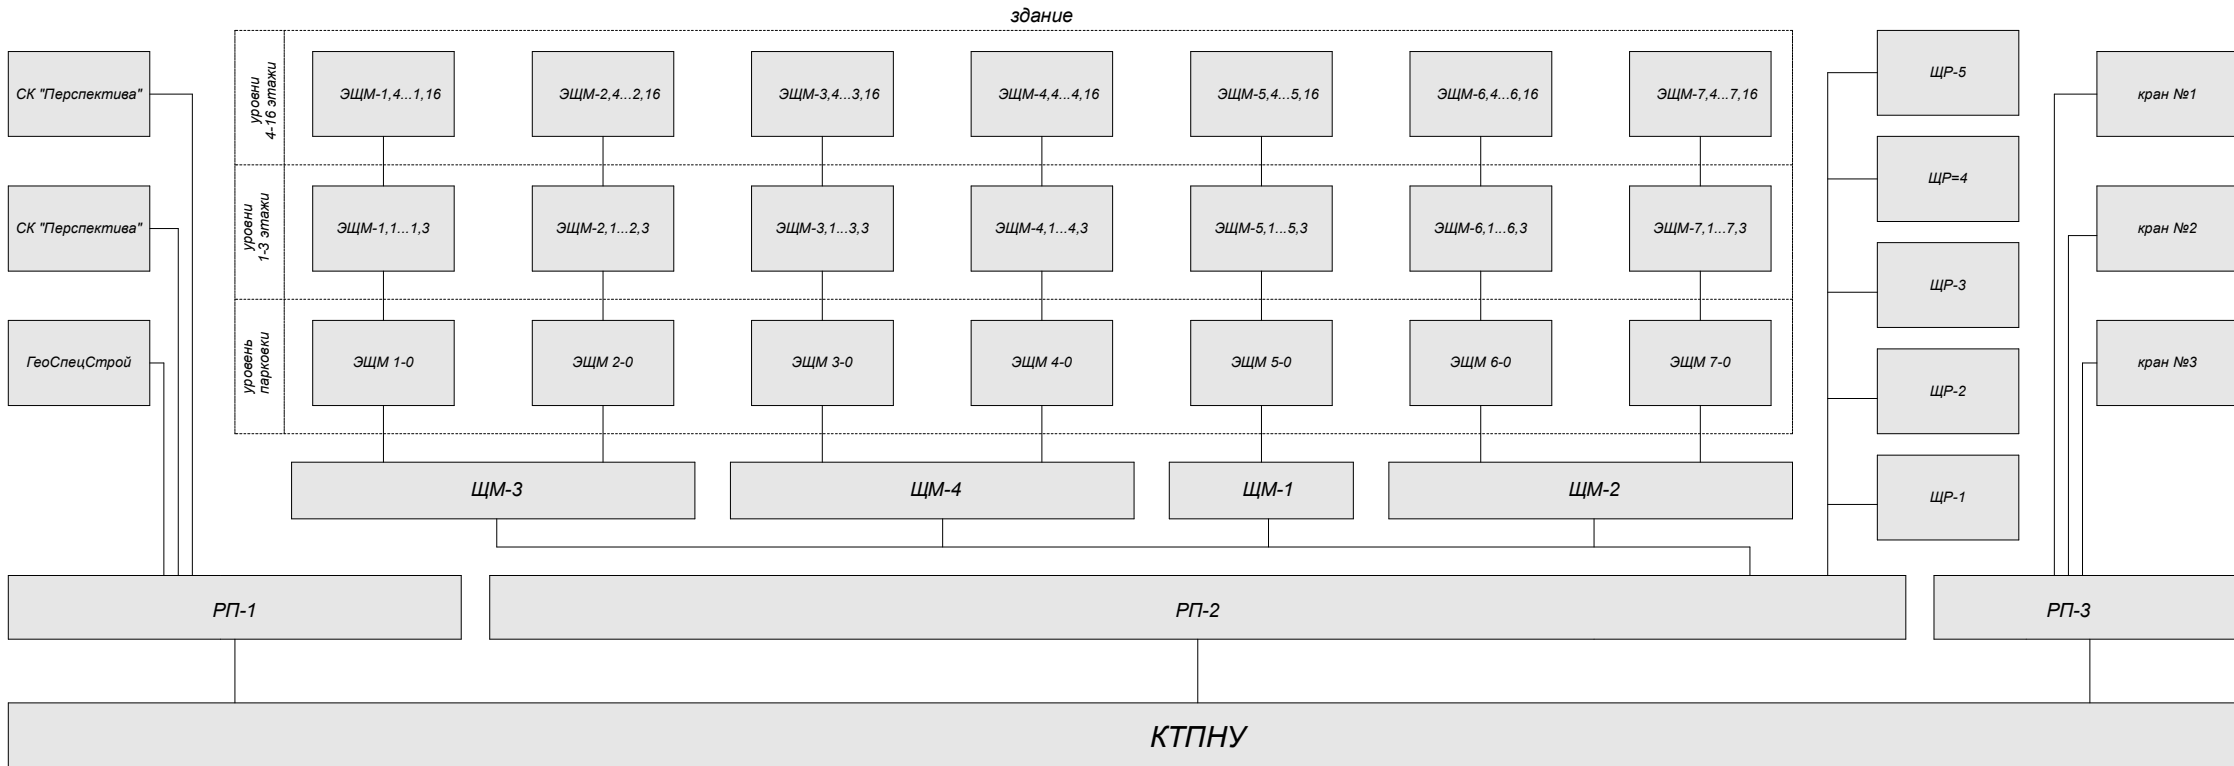 здание
СК "Перспектива"
уровни
4-16 этажи
ЭЩМ-1,4...1,16
ЭЩМ-2,4...2,16
ЭЩМ-3,4...3,16
ЭЩМ-4,4...4,16
ЭЩМ-5,4...5,16
ЭЩМ-6,4...6,16
ЭЩМ-7,4...7,16
ЩР-5
кран №1
ЩР=4
СК "Перспектива"
уровни
1-3 этажи
ЭЩМ-1,1...1,3
ЭЩМ-2,1...2,3
ЭЩМ-3,1...3,3
ЭЩМ-4,1...4,3
ЭЩМ-5,1...5,3
ЭЩМ-6,1...6,3
ЭЩМ-7,1...7,3
кран №2
ЩР-3
ГеоСпецСтрой
уровень
парковки
ЭЩМ 1-0
ЭЩМ 2-0
ЭЩМ 3-0
ЭЩМ 4-0
ЭЩМ 5-0
ЭЩМ 6-0
ЭЩМ 7-0
кран №3
ЩР-2
ЩМ-3
ЩМ-4
ЩМ-1
ЩМ-2
ЩР-1
РП-1
РП-2
РП-3
КТПНУ